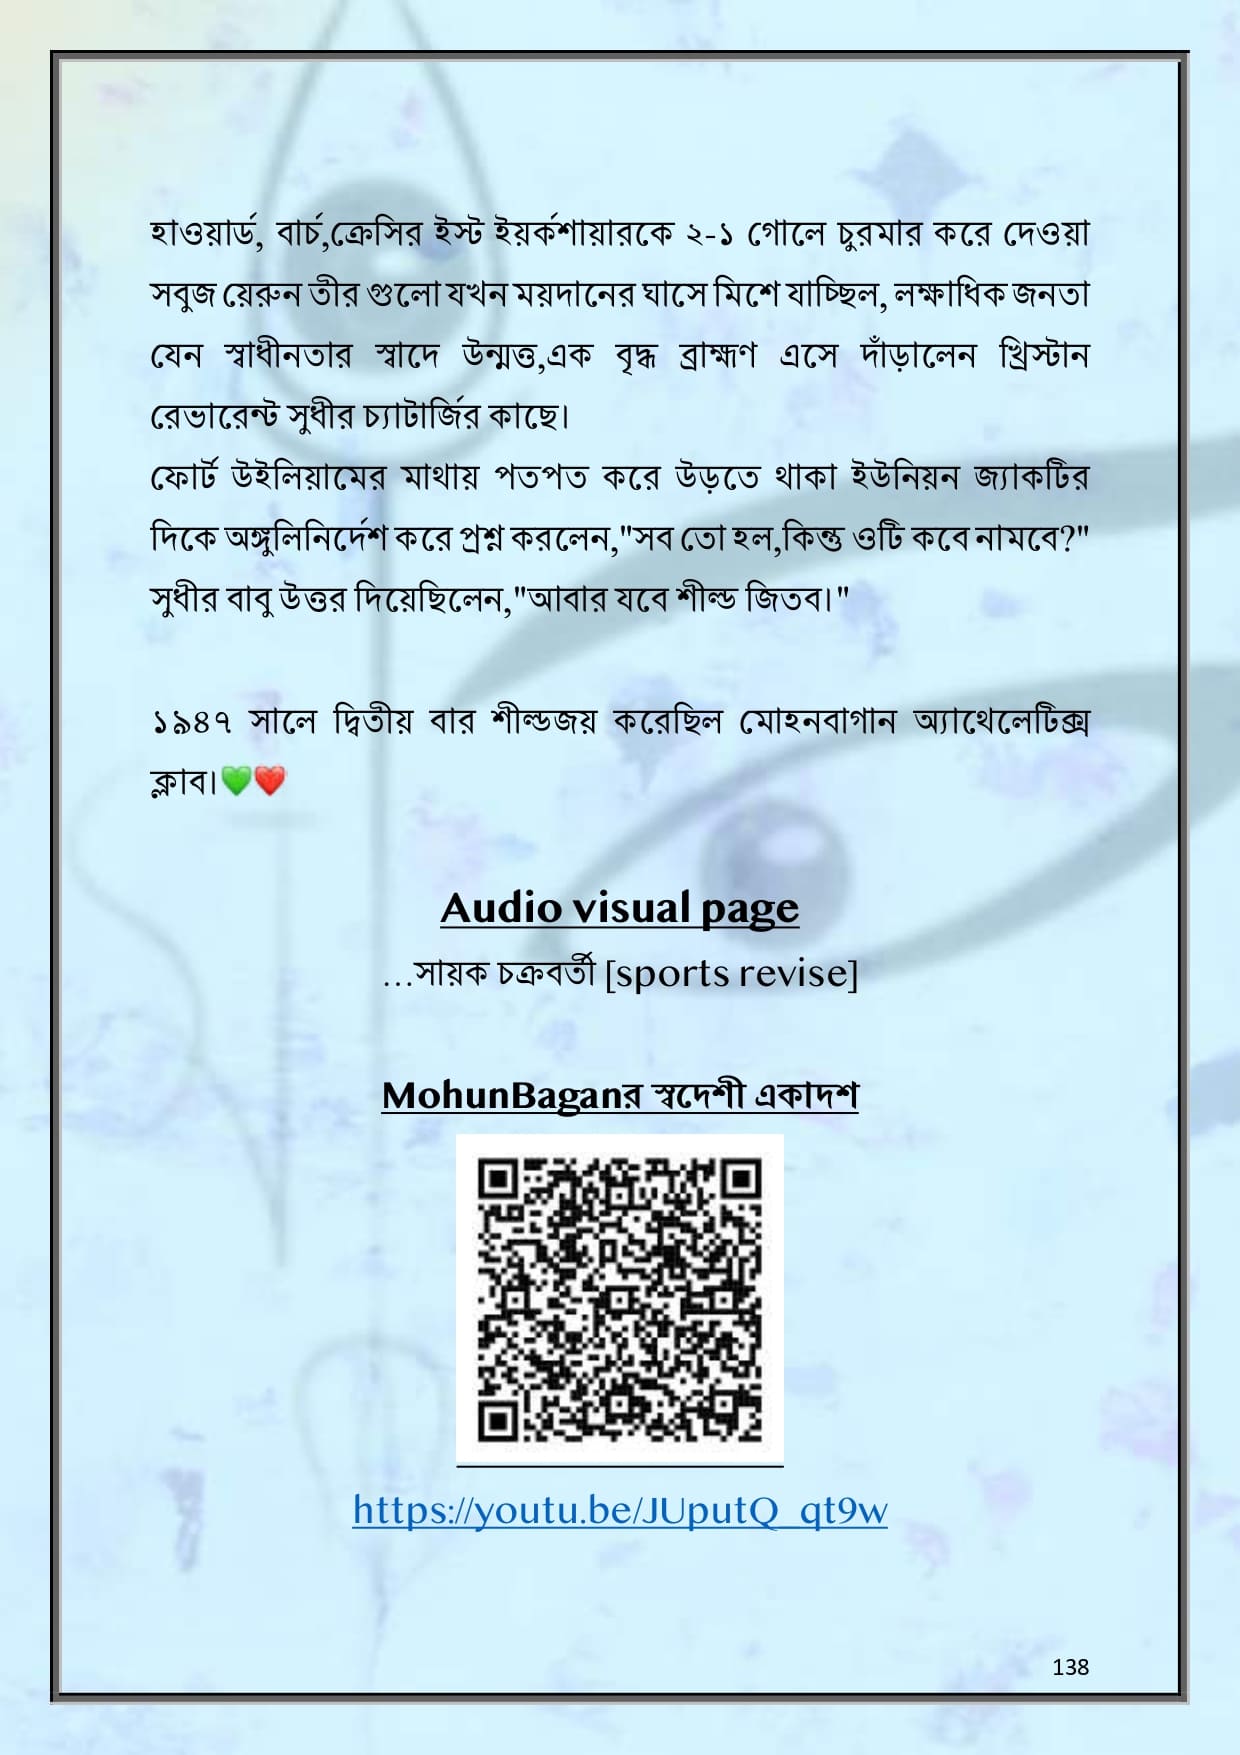 হাওয়ার্ড, বার্চ,ক্রেসির ইস্ট ইয়র্কশায়ারকে ২-১ গোলে চুরমার করে দেওয়া
সবুজ য়েরুন তীর গুলো যখন ময়দানের ঘাসে মিশে যাচ্ছিল, লক্ষাধিক জনতা
যেন স্বাধীনতার স্বাদে উন্মত্ত,এক বৃদ্ধ ব্রাহ্মণ এসে দাঁড়ালেন খ্রিস্টান
রেভারেন্ট সুধীর চ্যাটার্জির কাছে।
ফোর্ট উইলিয়ামের মাথায় পতপত করে উড়তে থাকা ইউনিয়ন জ্যাকটির
দিকে অঙ্গুলিনির্দেশ করে প্রশ্ন করলেন,"সব তো হল,কিন্তু ওটি কবে নামবে?"
সুধীর বাবু উত্তর দিয়েছিলেন,"আবার যবে শীল্ড জিতব।"
১৯৪৭ সালে দ্বিতীয় বার শীল্ডজয় করেছিল মোহনবাগান অ্যাথেলেটিক্স
ক্লাব।💚❤️
Audio visual page
...সায়ক চক্রবর্তী [sports revise]
MohunBaganর স্বদেশী একাদশ
https://youtu.be/JUputQ_qt9w
138